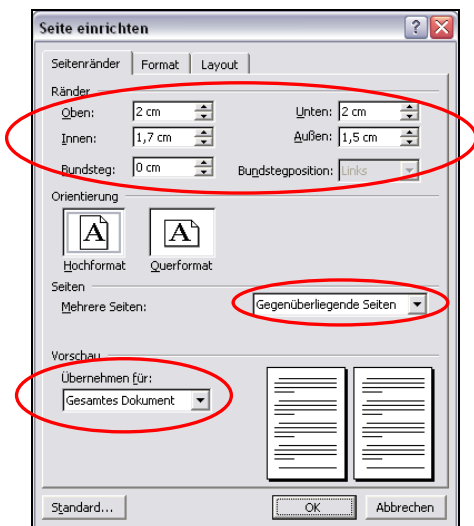 Seite einrichten
Seitenränder Format Layout
Ränder
Oben: 2 cm Unten: 2 cm
Innen: 1,7 cm Außen: 1,5 cm
Bundsteg: 0 cm Bundstegposition: Links
Orientierung
A A
Hochformat Querformat
Seiten
Mehrere Seiten: Gegenüberliegende Seiten
Vorschau
Übernehmen für:
Gesamtes Dokument
Standard... OK Abbrechen